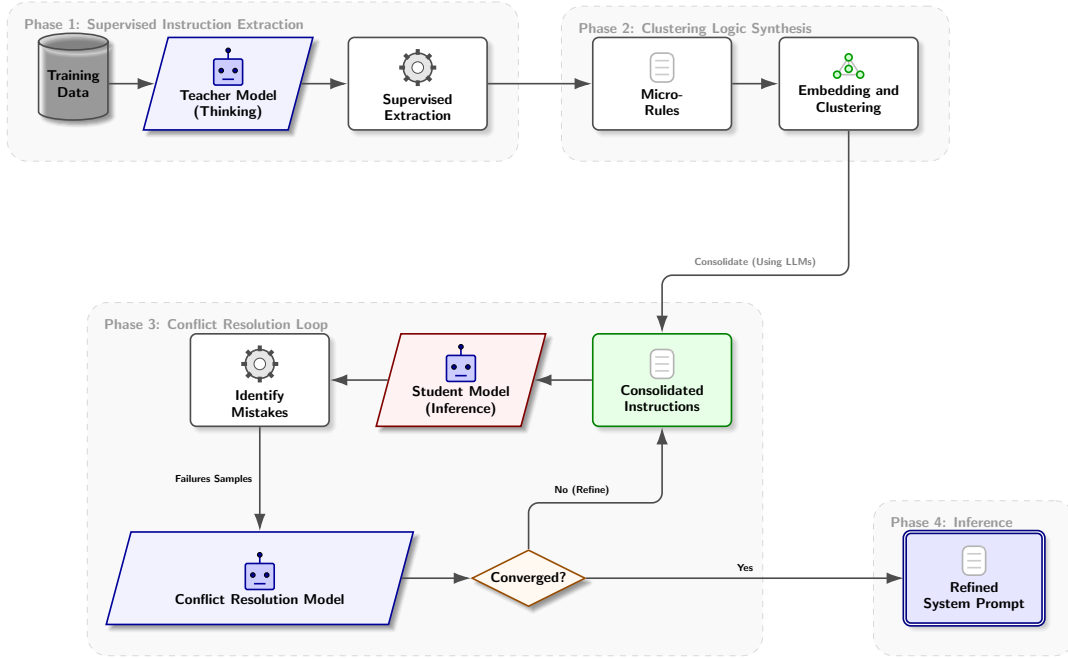 Phase 1: Supervised Instruction Extraction
Training
Data
Teacher Model
(Thinking)
Supervised
Extraction
Phase 2: Clustering Logic Synthesis
Micro-
Rules
Embedding and
Clustering
Consolidate (Using LLMs)
Phase 3: Conflict Resolution Loop
Identify
Mistakes
Student Model
(Inference)
Consolidated
Instructions
Failures Samples
No (Refine)
Conflict Resolution Model
Converged?
Yes
Phase 4: Inference
Refined
System Prompt